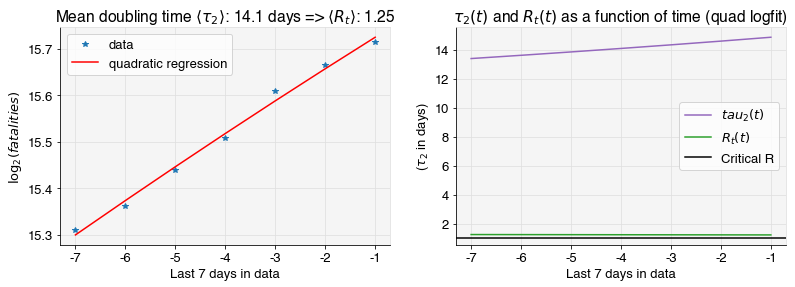 Mean doubling time ⟨τ₂⟩: 14.1 days => ⟨Rₜ⟩: 1.25
log₂(fatalities)
15.7
15.6
15.5
15.4
15.3
data
quadratic regression
-7 -6 -5 -4 -3 -2 -1
Last 7 days in data
τ₂(t) and Rₜ(t) as a function of time (quad logfit)
(τ₂ in days)
14
12
10
8
6
4
2
tau₂(t)
Rₜ(t)
Critical R
-7 -6 -5 -4 -3 -2 -1
Last 7 days in data